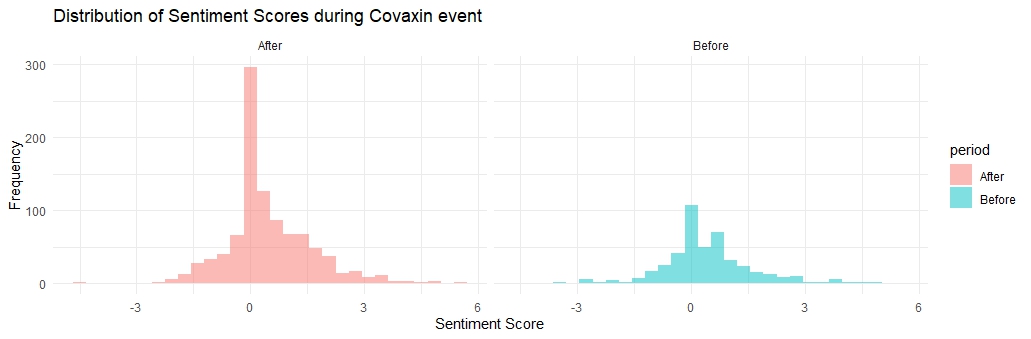 Distribution of Sentiment Scores during Covaxin event
After
Before
300
200
100
0
Frequency
-3
0
3
6
-3
0
3
6
Sentiment Score
period
After
Before